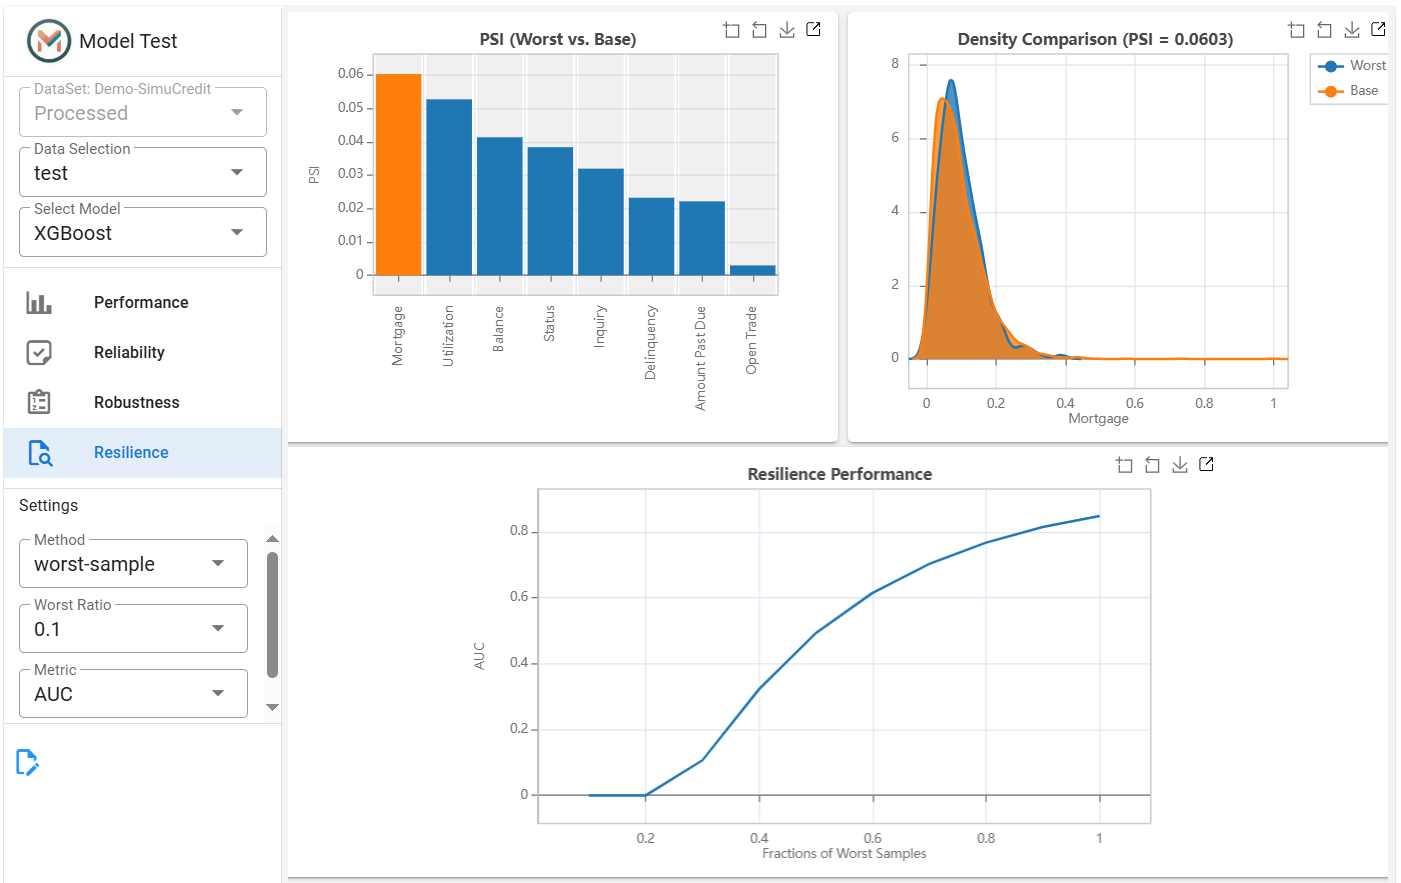 Model Test
DataSet: Demo-SimuCredit
Processed
Data Selection
test
Select Model
XGBoost
Performance
Reliability
Robustness
Resilience
Settings
Method
worst-sample
Worst Ratio
0.1
Metric
AUC
PSI (Worst vs. Base)
PSI
0.06
0.05
0.04
0.03
0.02
0.01
0
Mortgage
Utilization
Balance
Status
Inquiry
Delinquency
Amount Past Due
Open Trade
Density Comparison (PSI = 0.0603)
Worst
Base
8
6
4
2
0
0 0.2 0.4 0.6 0.8 1
Mortgage
Resilience Performance
AUC
0.8
0.6
0.4
0.2
0
0.2 0.4 0.6 0.8 1
Fractions of Worst Samples